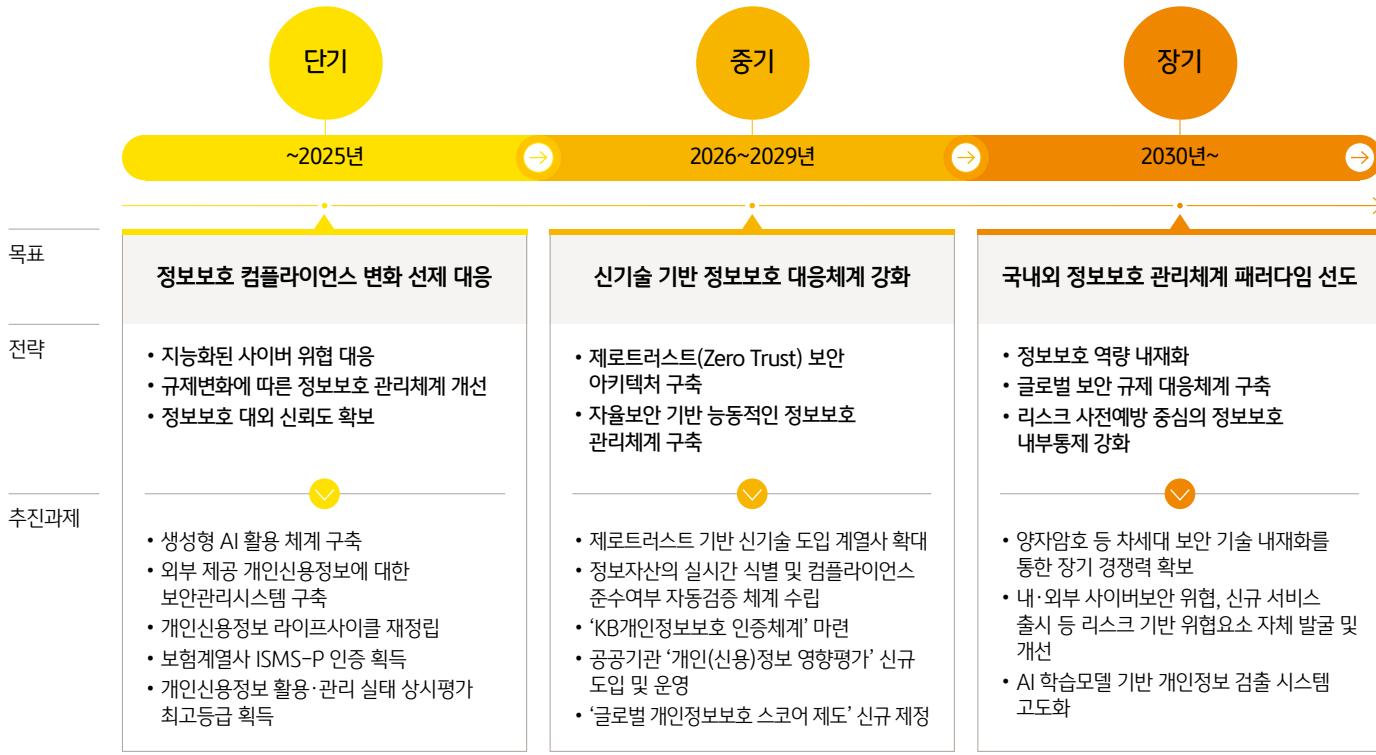 단기
중기
장기
~2025년
2026~2029년
2030년~
목표
정보보호 컴플라이언스 변화 선제 대응
신기술 기반 정보보호 대응체계 강화
국내외 정보보호 관리체계 패러다임 선도
전략
• 지능화된 사이버 위협 대응
• 규제변화에 따른 정보보호 관리체계 개선
• 정보보호 대외 신뢰도 확보
• 제로트러스트(Zero Trust) 보안
아키텍처 구축
• 자율보안 기반 능동적인 정보보호
관리체계 구축
• 정보보호 역량 내재화
• 글로벌 보안 규제 대응체계 구축
• 리스크 사전예방 중심의 정보보호
내부통제 강화
추진과제
• 생성형 AI 활용 체계 구축
• 외부 제공 개인신용정보에 대한
보안관리시스템 구축
• 개인신용정보 라이프사이클 재정립
• 보험계열사 ISMS-P 인증 획득
• 개인신용정보 활용·관리 실태 상시평가
최고등급 획득
• 제로트러스트 기반 신기술 도입 계열사 확대
• 정보자산의 실시간 식별 및 컴플라이언스
준수여부 자동검증 체계 수립
• ‘KB개인정보보호 인증체계’ 마련
• 공공기관 ‘개인(신용)정보 영향평가’ 신규
도입 및 운영
• ‘글로벌 개인정보보호 스코어 제도’ 신규 제정
• 양자암호 등 차세대 보안 기술 내재화를
통한 장기 경쟁력 확보
• 내·외부 사이버보안 위협, 신규 서비스
출시 등 리스크 기반 위협요소 자체 발굴 및
개선
• AI 학습모델 기반 개인정보 검출 시스템
고도화